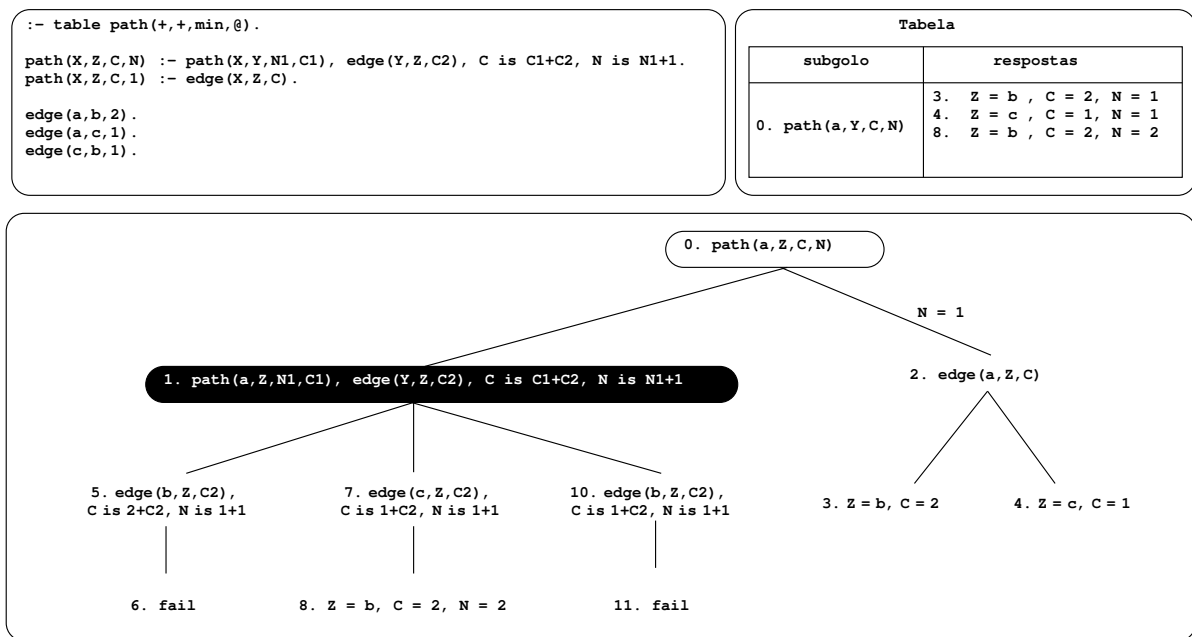 :- table path(+,+,min,@).
path(X,Z,C,N) :- path(X,Y,N1,C1), edge(Y,Z,C2), C is C1+C2, N is N1+1.
path(X,Z,C,1) :- edge(X,Z,C).
edge(a,b,2).
edge(a,c,1).
edge(c,b,1).
Tabela
subgolo respostas
0. path(a,Y,C,N)
3. Z = b , C = 2, N = 1
4. Z = c , C = 1, N = 1
8. Z = b, C = 2, N = 2
0. path(a,Z,C,N)
N = 1
1. path(a,Z,N1,C1), edge(Y,Z,C2), C is C1+C2, N is N1+1
2. edge(a,Z,C)
5. edge(b,Z,C2),
C is 2+C2, N is 1+1
7. edge(c,Z,C2),
C is 1+C2, N is 1+1
10. edge(b,Z,C2),
C is 1+C2, N is 1+1
3. Z = b, C = 2
4. Z = c, C = 1
6. fail
8. Z = b, C = 2, N = 2
11. fail